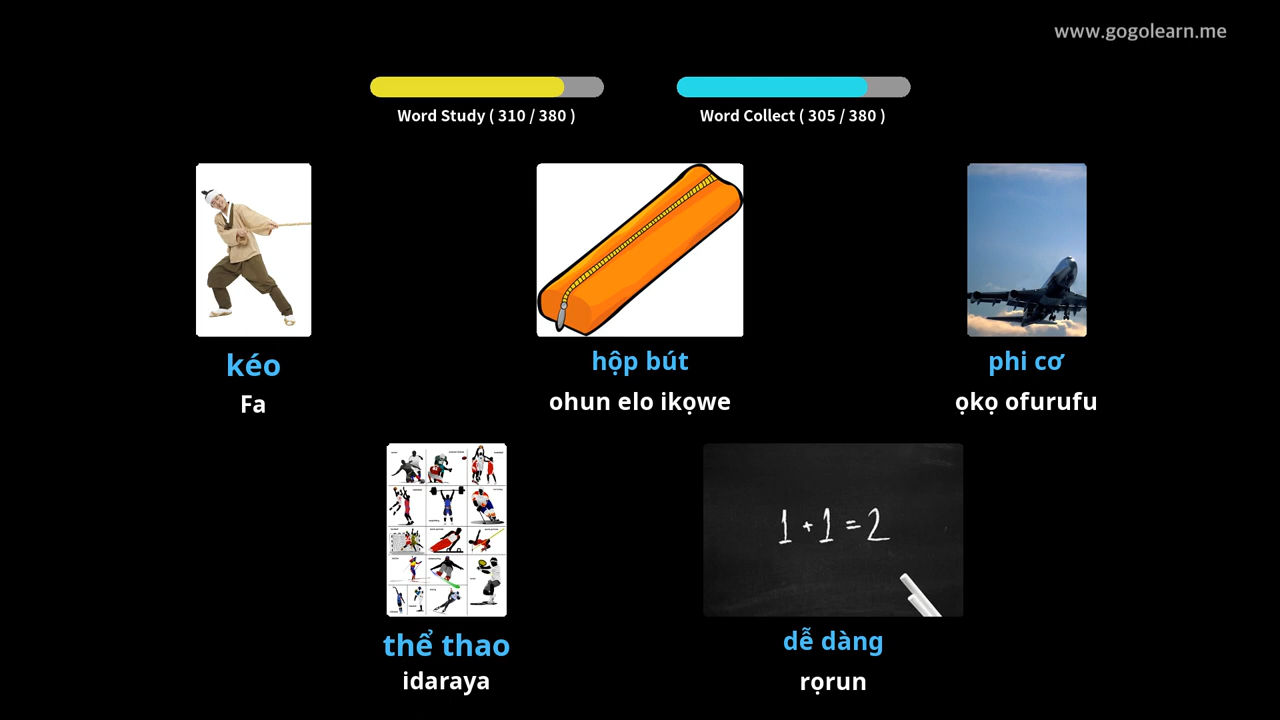 www.gogolearn.me
Word Study ( 310 / 380 )
Word Collect ( 305 / 380 )
kéo
Fa
hộp bút
ohun elo ikọwe
phi cơ
ọkọ ofurufu
1 + 1 = 2
thể thao
idaraya
dễ dàng
rọrun